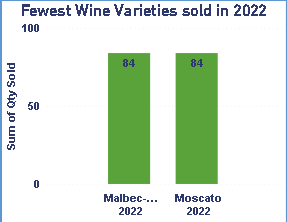 Fewest Wine Varieties sold in 2022
100
50
0
Sum of Qty Sold
84
84
Malbec-...
2022
Moscato
2022